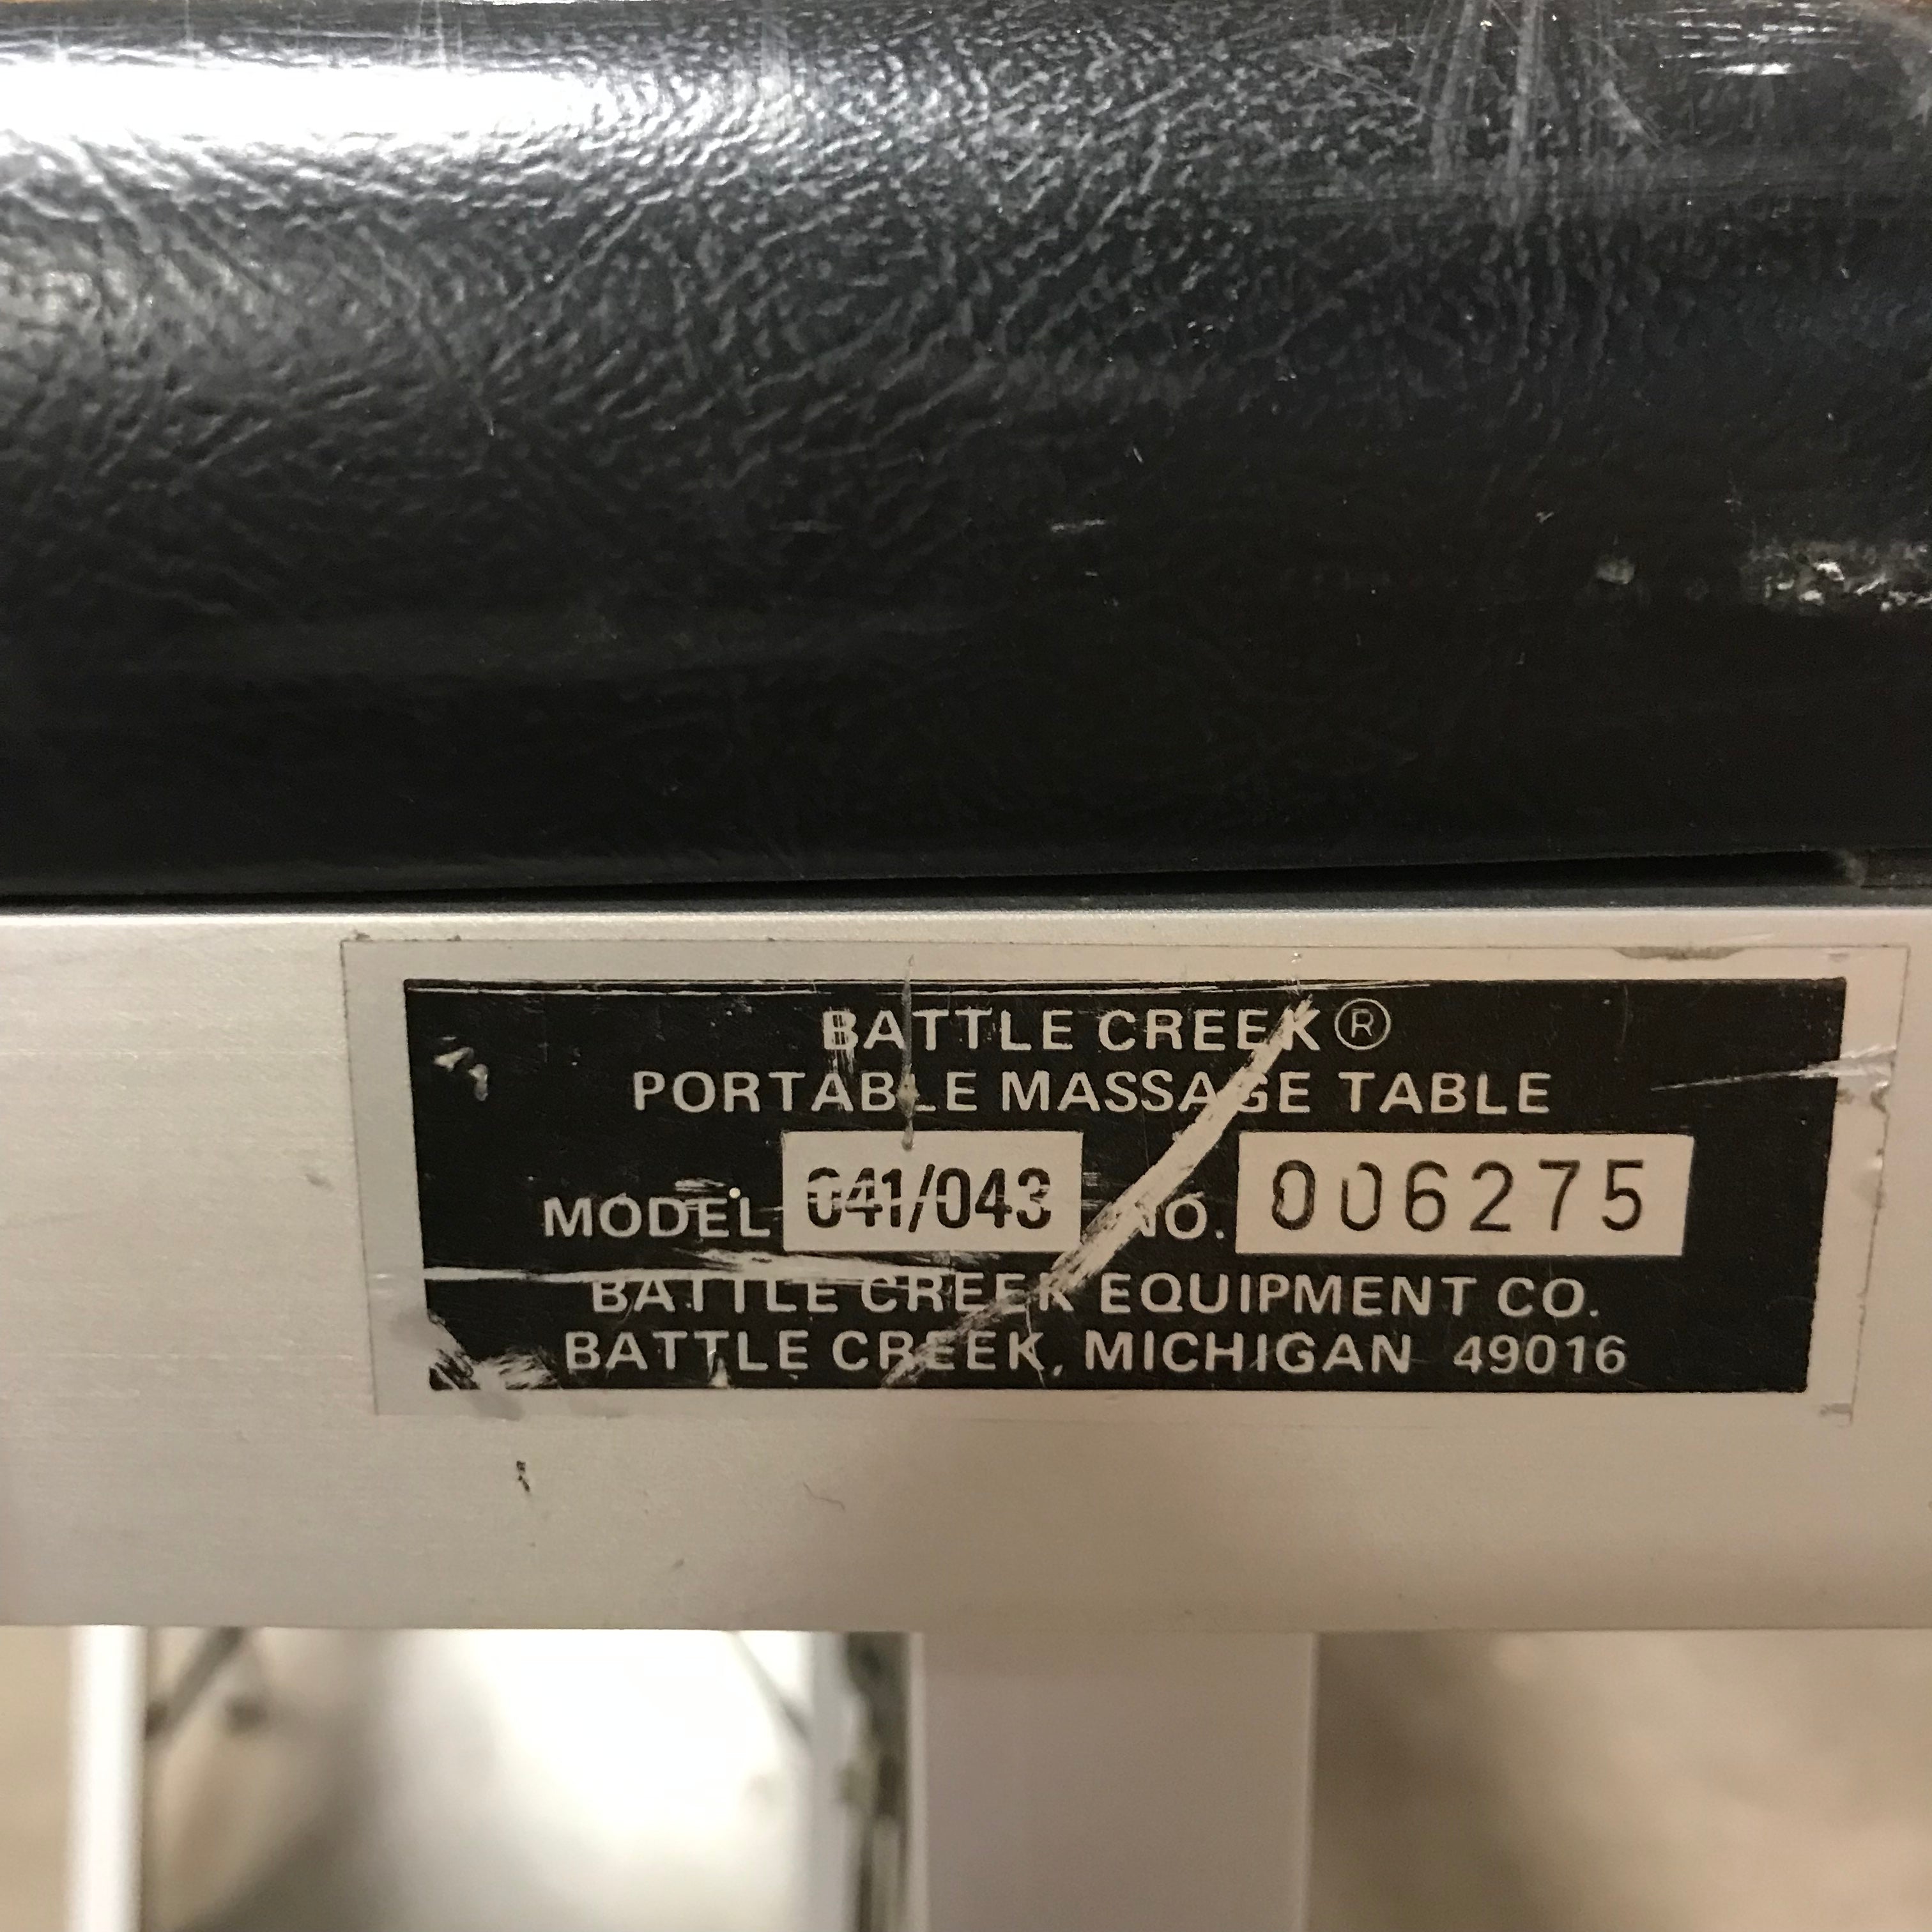 BATTLE CREEK®
PORTABLE MASSAGE TABLE
MODEL 041/043 NO. 006275
BATTLE CREEK EQUIPMENT CO.
BATTLE CREEK, MICHIGAN 49016